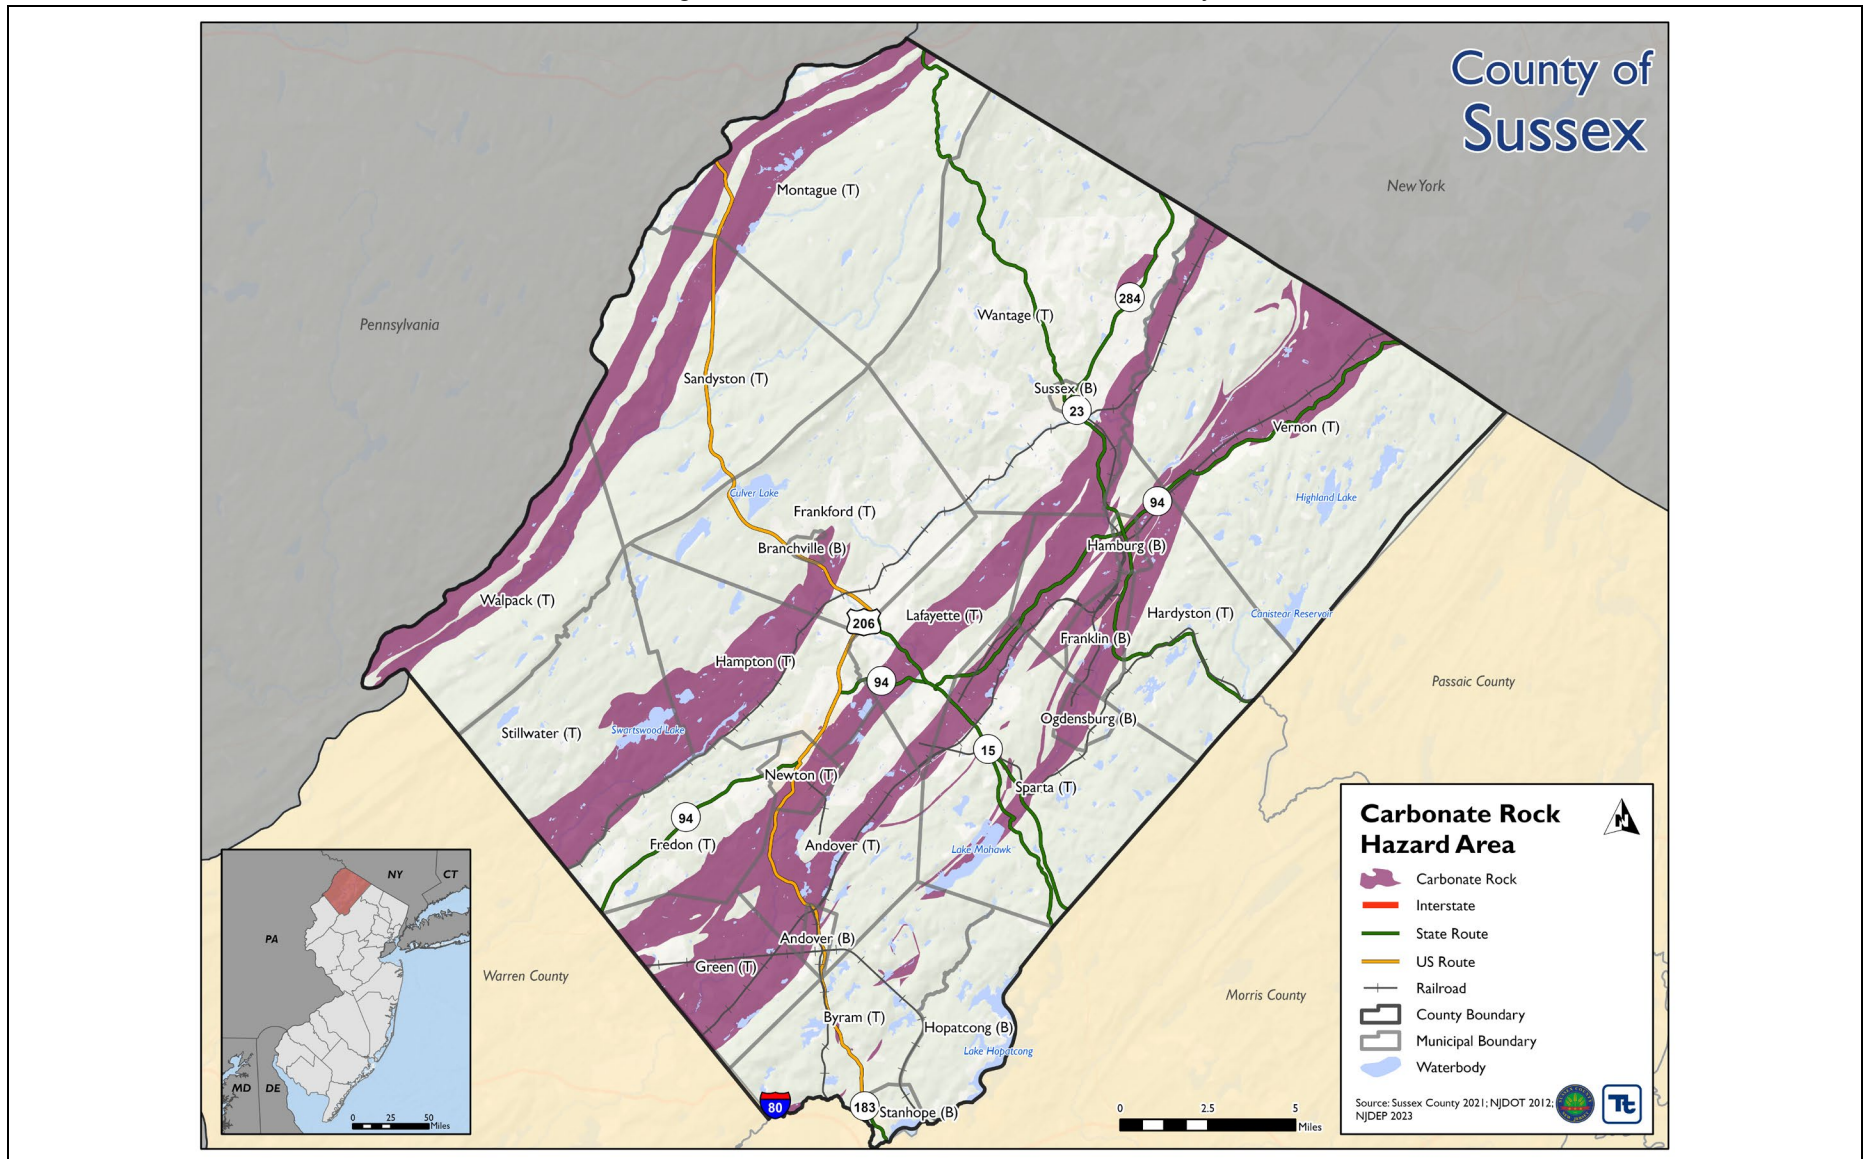 County of
Sussex
New York
Pennsylvania
Montague (T)
284
Wantage (T)
Sandyston (T)
Sussex (B)
23
Vernon (T)
Culver Lake
94
Highland Lake
Frankford (T)
Branchville (B)
Hamburg (B)
Walpack (T)
206
Lafayette (T)
Hardyston (T)
Canistear Reservoir
Franklin (B)
Hampton (T)
94
Passaic County
Stillwater (T)
Swartswood Lake
Ogdensburg (B)
15
Newton (T)
Sparta (T)
94
Fredon (T)
Andover (T)
Lake Mohawk
Andover (B)
Green (T)
Warren County
Morris County
Byram (T)
Hopatcong (B)
Lake Hopatcong
80
183
Stanhope (B)
0 2.5 5
Miles
NY
CT
PA
MD
DE
0 25 50
Miles
Carbonate Rock
Hazard Area
N
Carbonate Rock
Interstate
State Route
US Route
Railroad
County Boundary
Municipal Boundary
Waterbody
Source: Sussex County 2021; NJDOT 2012;
NJDEP 2023
Tt